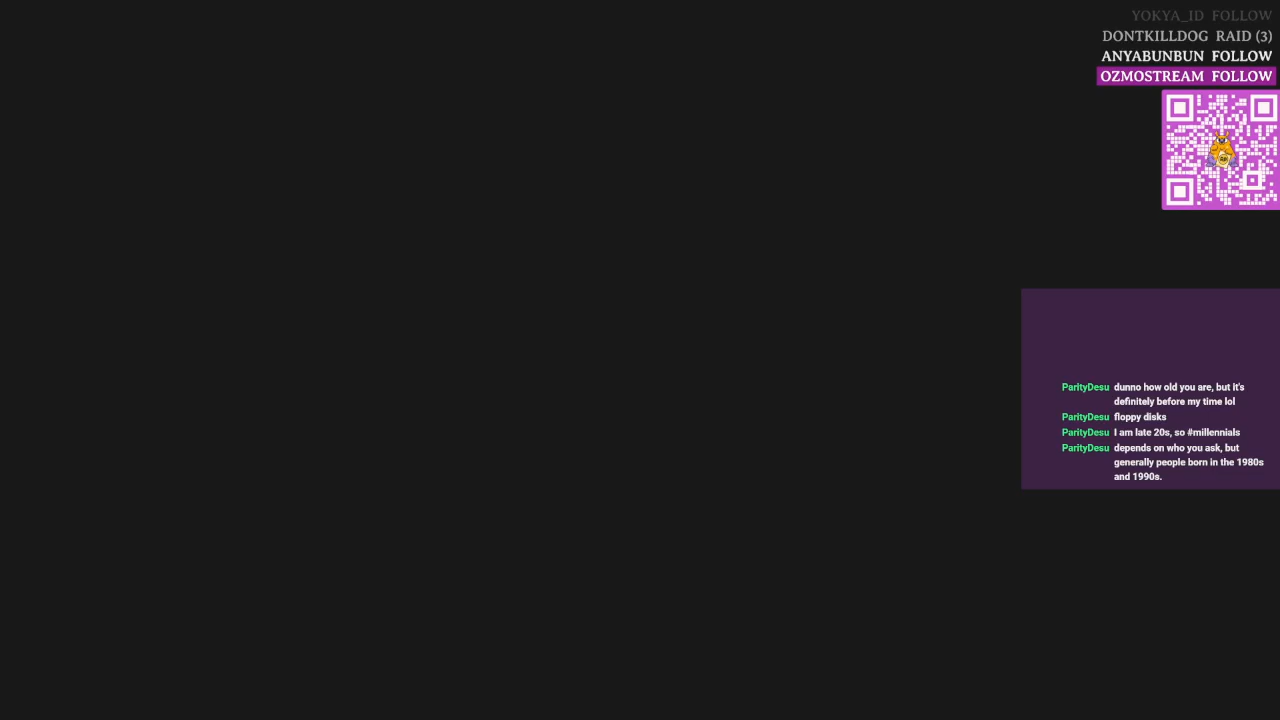 YOKYA_ID FOLLOW
DONTKILLDOG RAID (3)
ANYABUNBUN FOLLOW
OZMOSTREAM FOLLOW
ParityDesu dunno how old you are, but it's
definitely before my time lol
ParityDesu floppy disks
ParityDesu I am late 20s, so #millennials
ParityDesu depends on who you ask, but
generally people born in the 1980s
and 1990s.